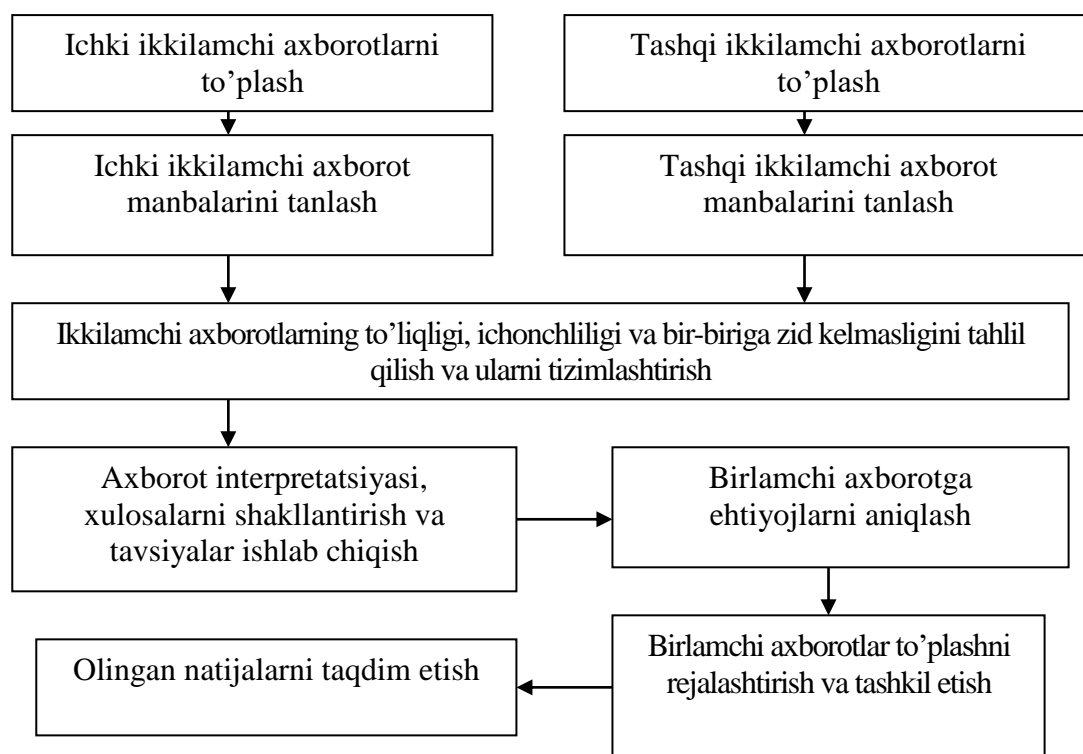 Ichki ikkilamchi axborotlarni
to’plash
Tashqi ikkilamchi axborotlarni
to’plash
Ichki ikkilamchi axborot
manbalarini tanlash
Tashqi ikkilamchi axborot
manbalarini tanlash
Ikkilamchi axborotlarning to’liqligi, ichonchliligi va bir-biriga zid kelmasligini tahlil
qilish va ularni tizimlashtirish
Axborot interpretatsiyasi,
xulosalarni shakllantirish va
tavsiyalar ishlab chiqish
Birlamchi axborotga
ehtiyojlarni aniqlash
Olingan natijalarni taqdim etish
Birlamchi axborotlar to’plashni
rejalashtirish va tashkil etish